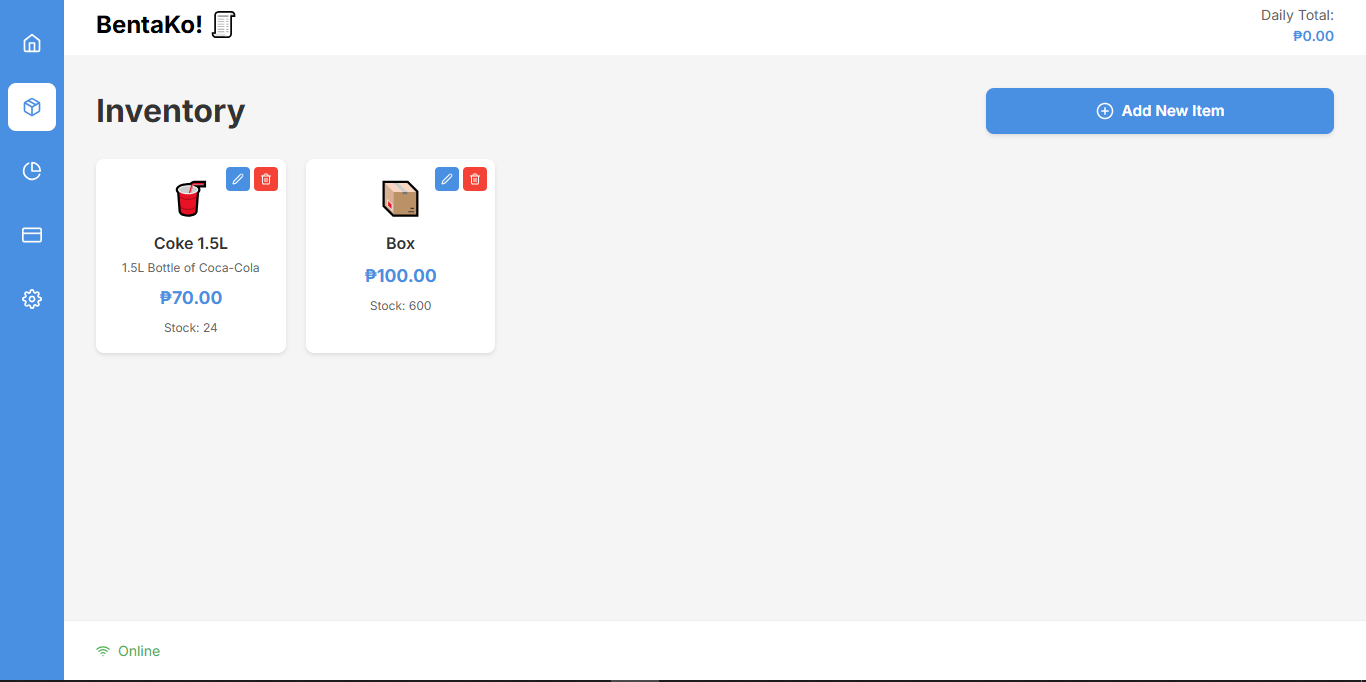 BentaKo!
Daily Total:
₱0.00
Inventory
Add New Item
Coke 1.5L
1.5L Bottle of Coca-Cola
₱70.00
Stock: 24
Box
₱100.00
Stock: 600
Online